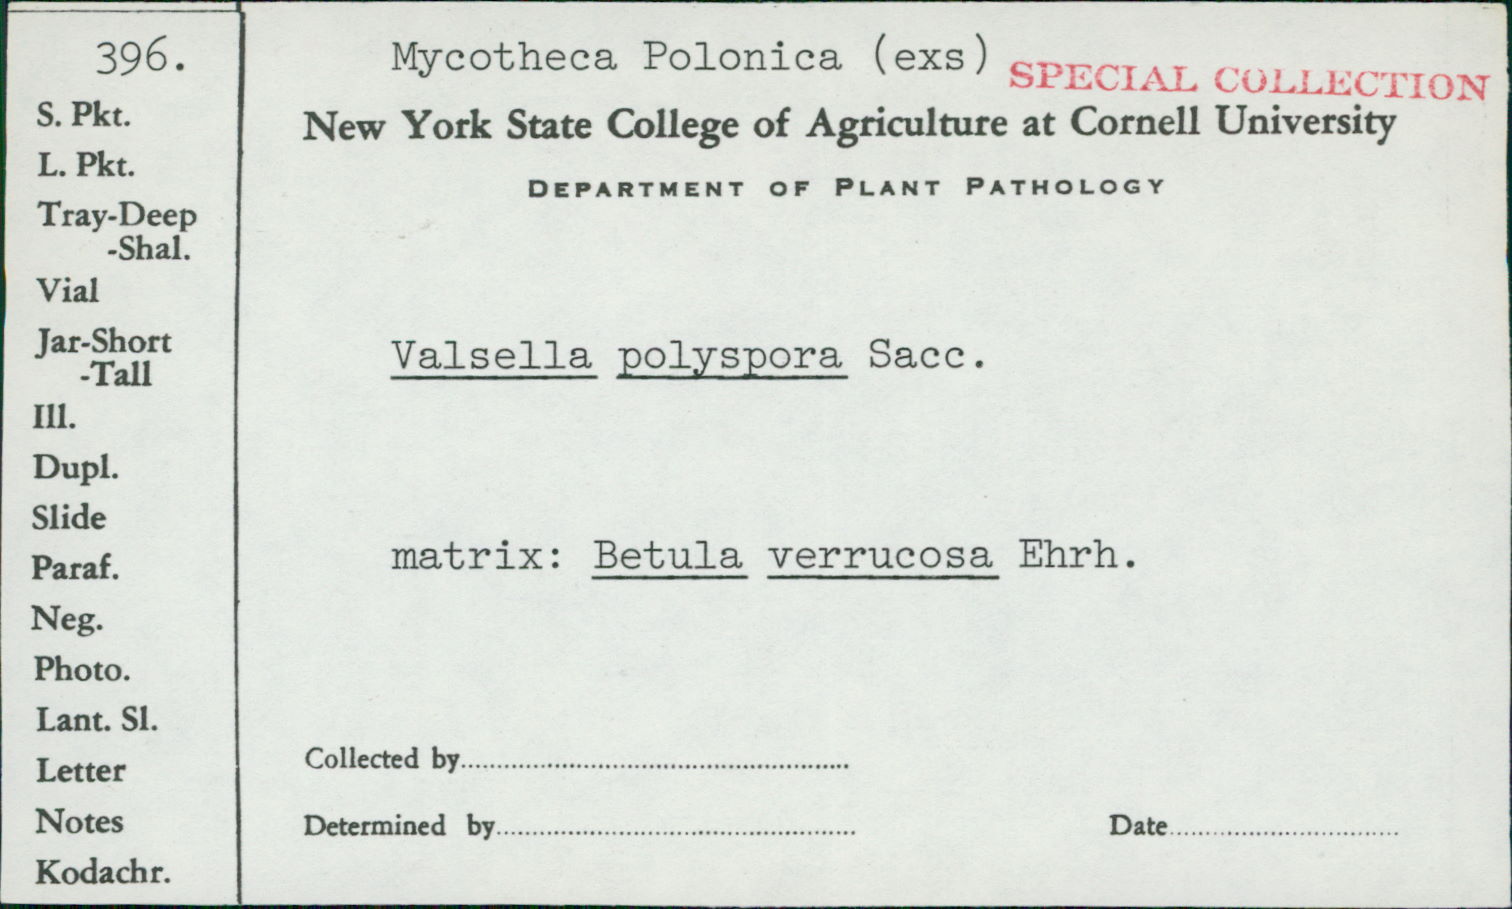 396.
S. Pkt.
L. Pkt.
Tray-Deep
-Shal.
Vial
Jar-Short
-Tall
Ill.
Dupl.
Slide
Paraf.
Neg.
Photo.
Lant. Sl.
Letter
Notes
Kodachr.
Mycotheca Polonica (exs)
SPECIAL COLLECTION
New York State College of Agriculture at Cornell University
DEPARTMENT OF PLANT PATHOLOGY
Valsella polyspora Sacc.
matrix: Betula verrucosa Ehrh.
Collected by
Determined by
Date